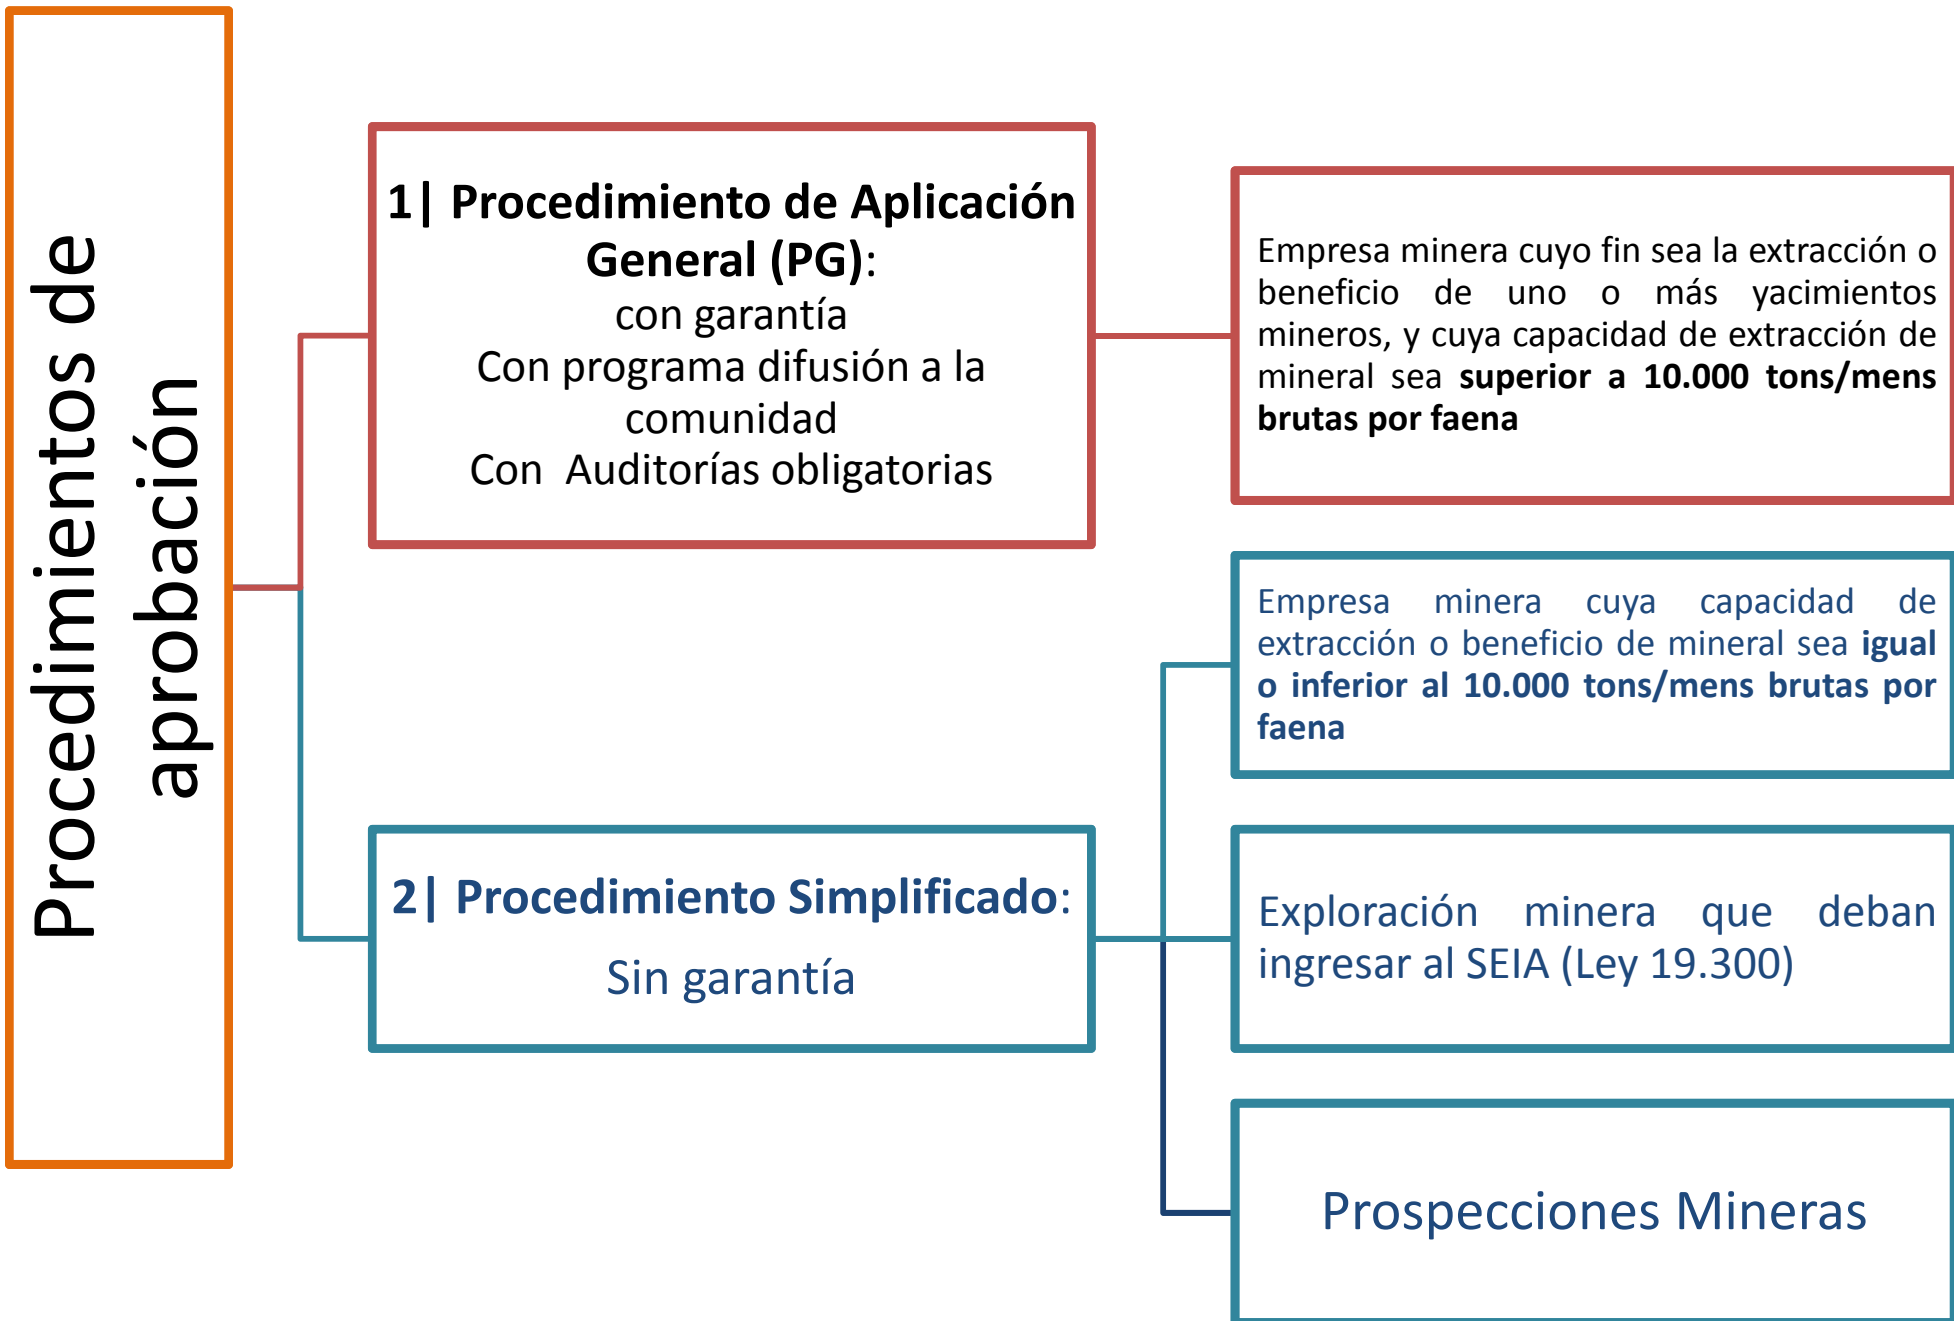 Procedimientos de
aprobación
1| Procedimiento de Aplicación
General (PG):
con garantía
Con programa difusión a la
comunidad
Con  Auditorías obligatorias
Empresa minera cuyo fin sea la extracción o
beneficio de uno o más yacimientos
mineros, y cuya capacidad de extracción de
mineral sea superior a 10.000 tons/mens
brutas por faena
2| Procedimiento Simplificado:
Sin garantía
Empresa minera cuya capacidad de
extracción o beneficio de mineral sea igual
o inferior al 10.000 tons/mens brutas por
faena
Exploración minera que deban
ingresar al SEIA (Ley 19.300)
Prospecciones Mineras